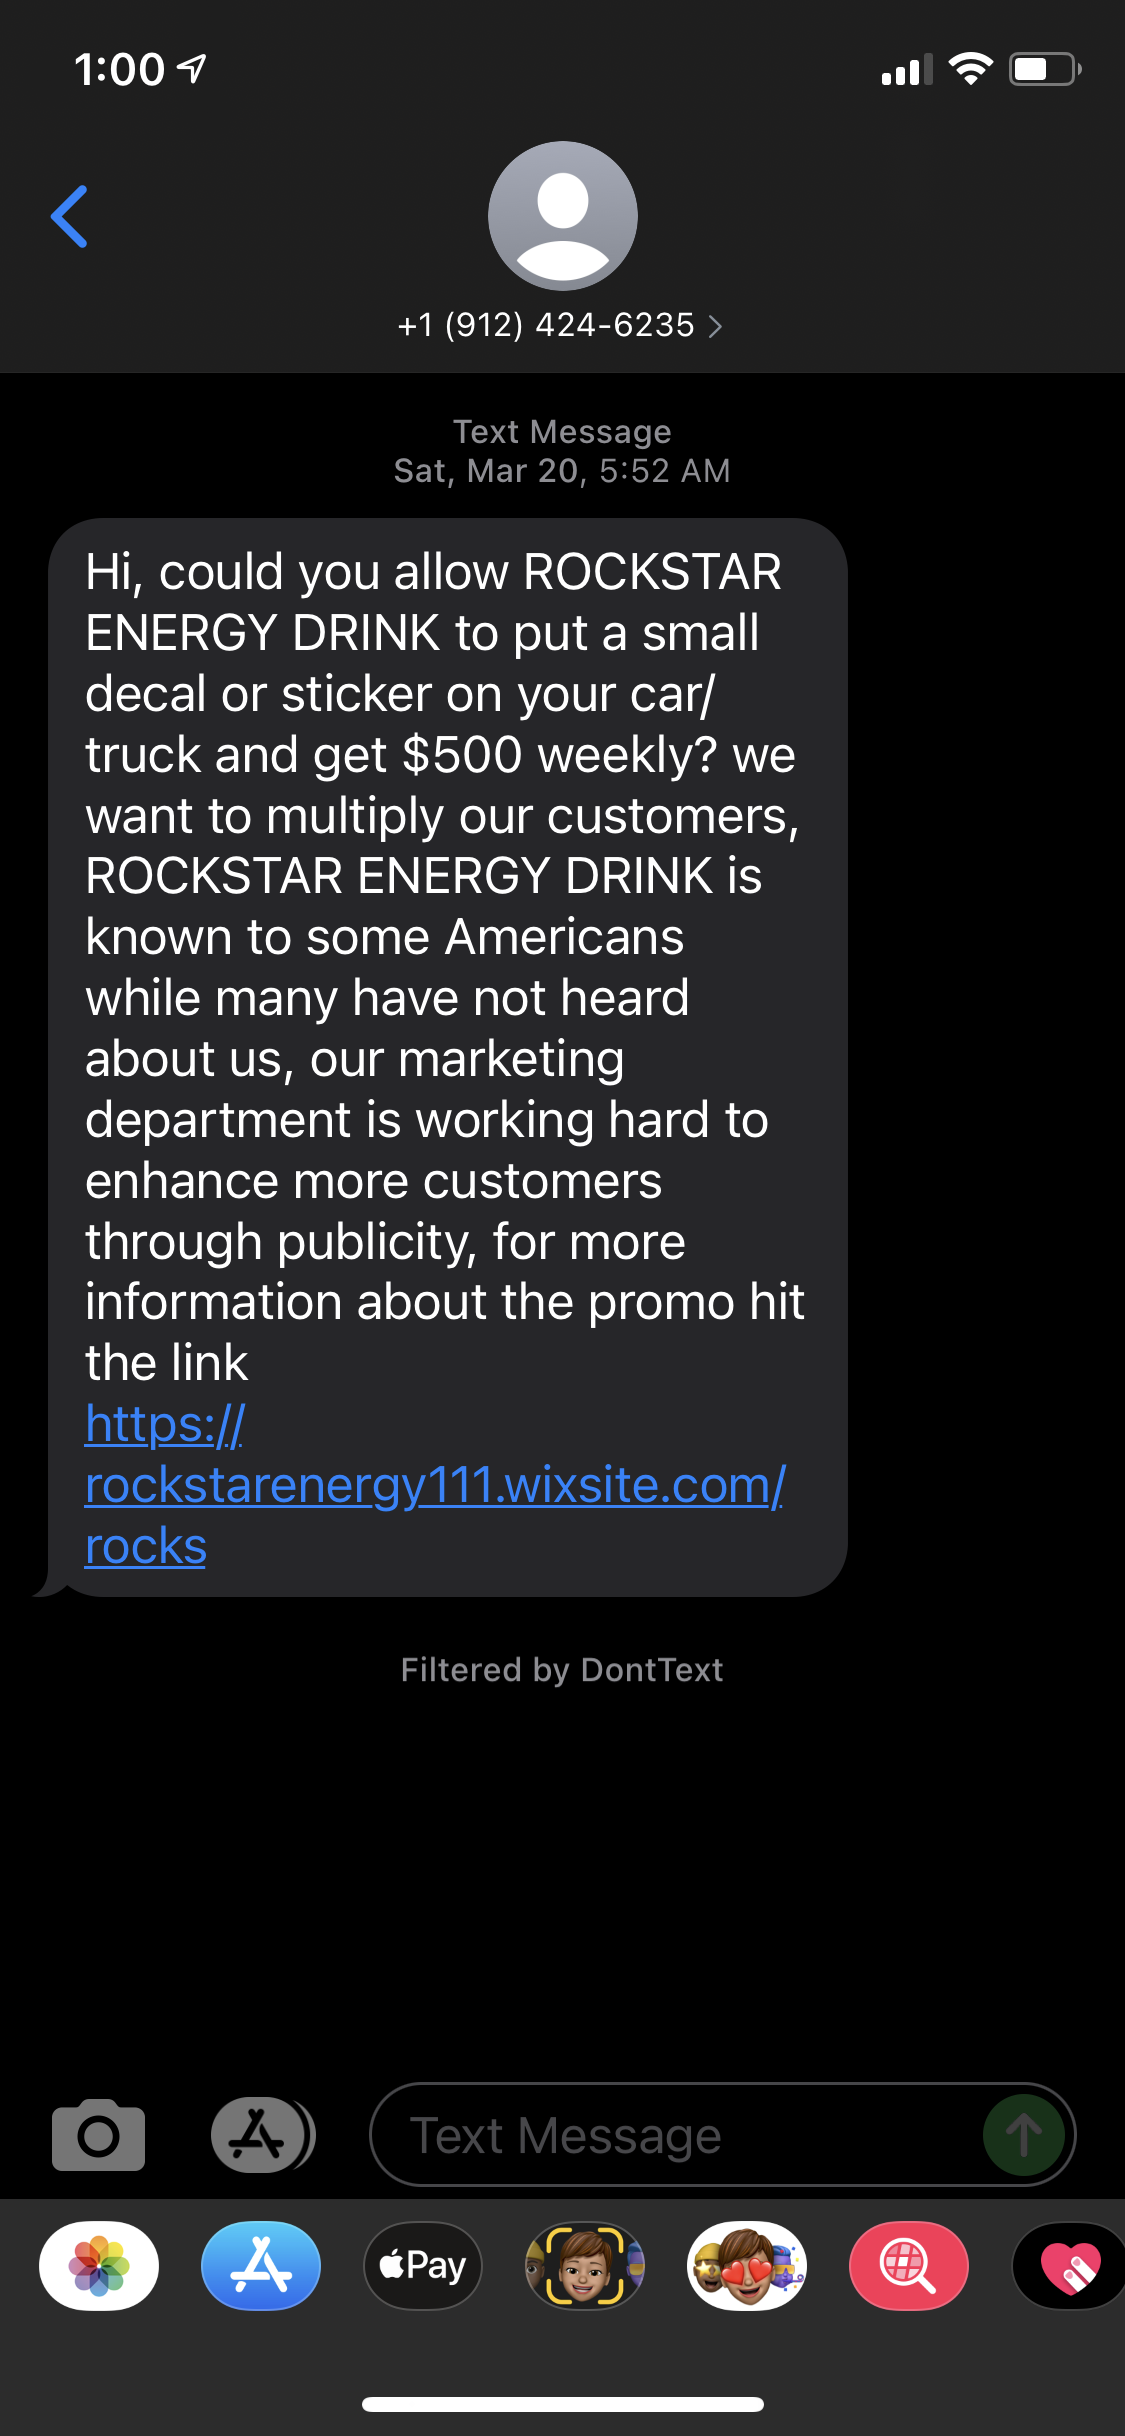 1:00
+1 (912) 424-6235
Text Message
Sat, Mar 20, 5:52 AM
Hi, could you allow ROCKSTAR
ENERGY DRINK to put a small
decal or sticker on your car/
truck and get $500 weekly? we
want to multiply our customers,
ROCKSTAR ENERGY DRINK is
known to some Americans
while many have not heard
about us, our marketing
department is working hard to
enhance more customers
through publicity, for more
information about the promo hit
the link
https://
rockstarenergy111.wixsite.com/
rocks
Filtered by DontText
Text Message
Pay